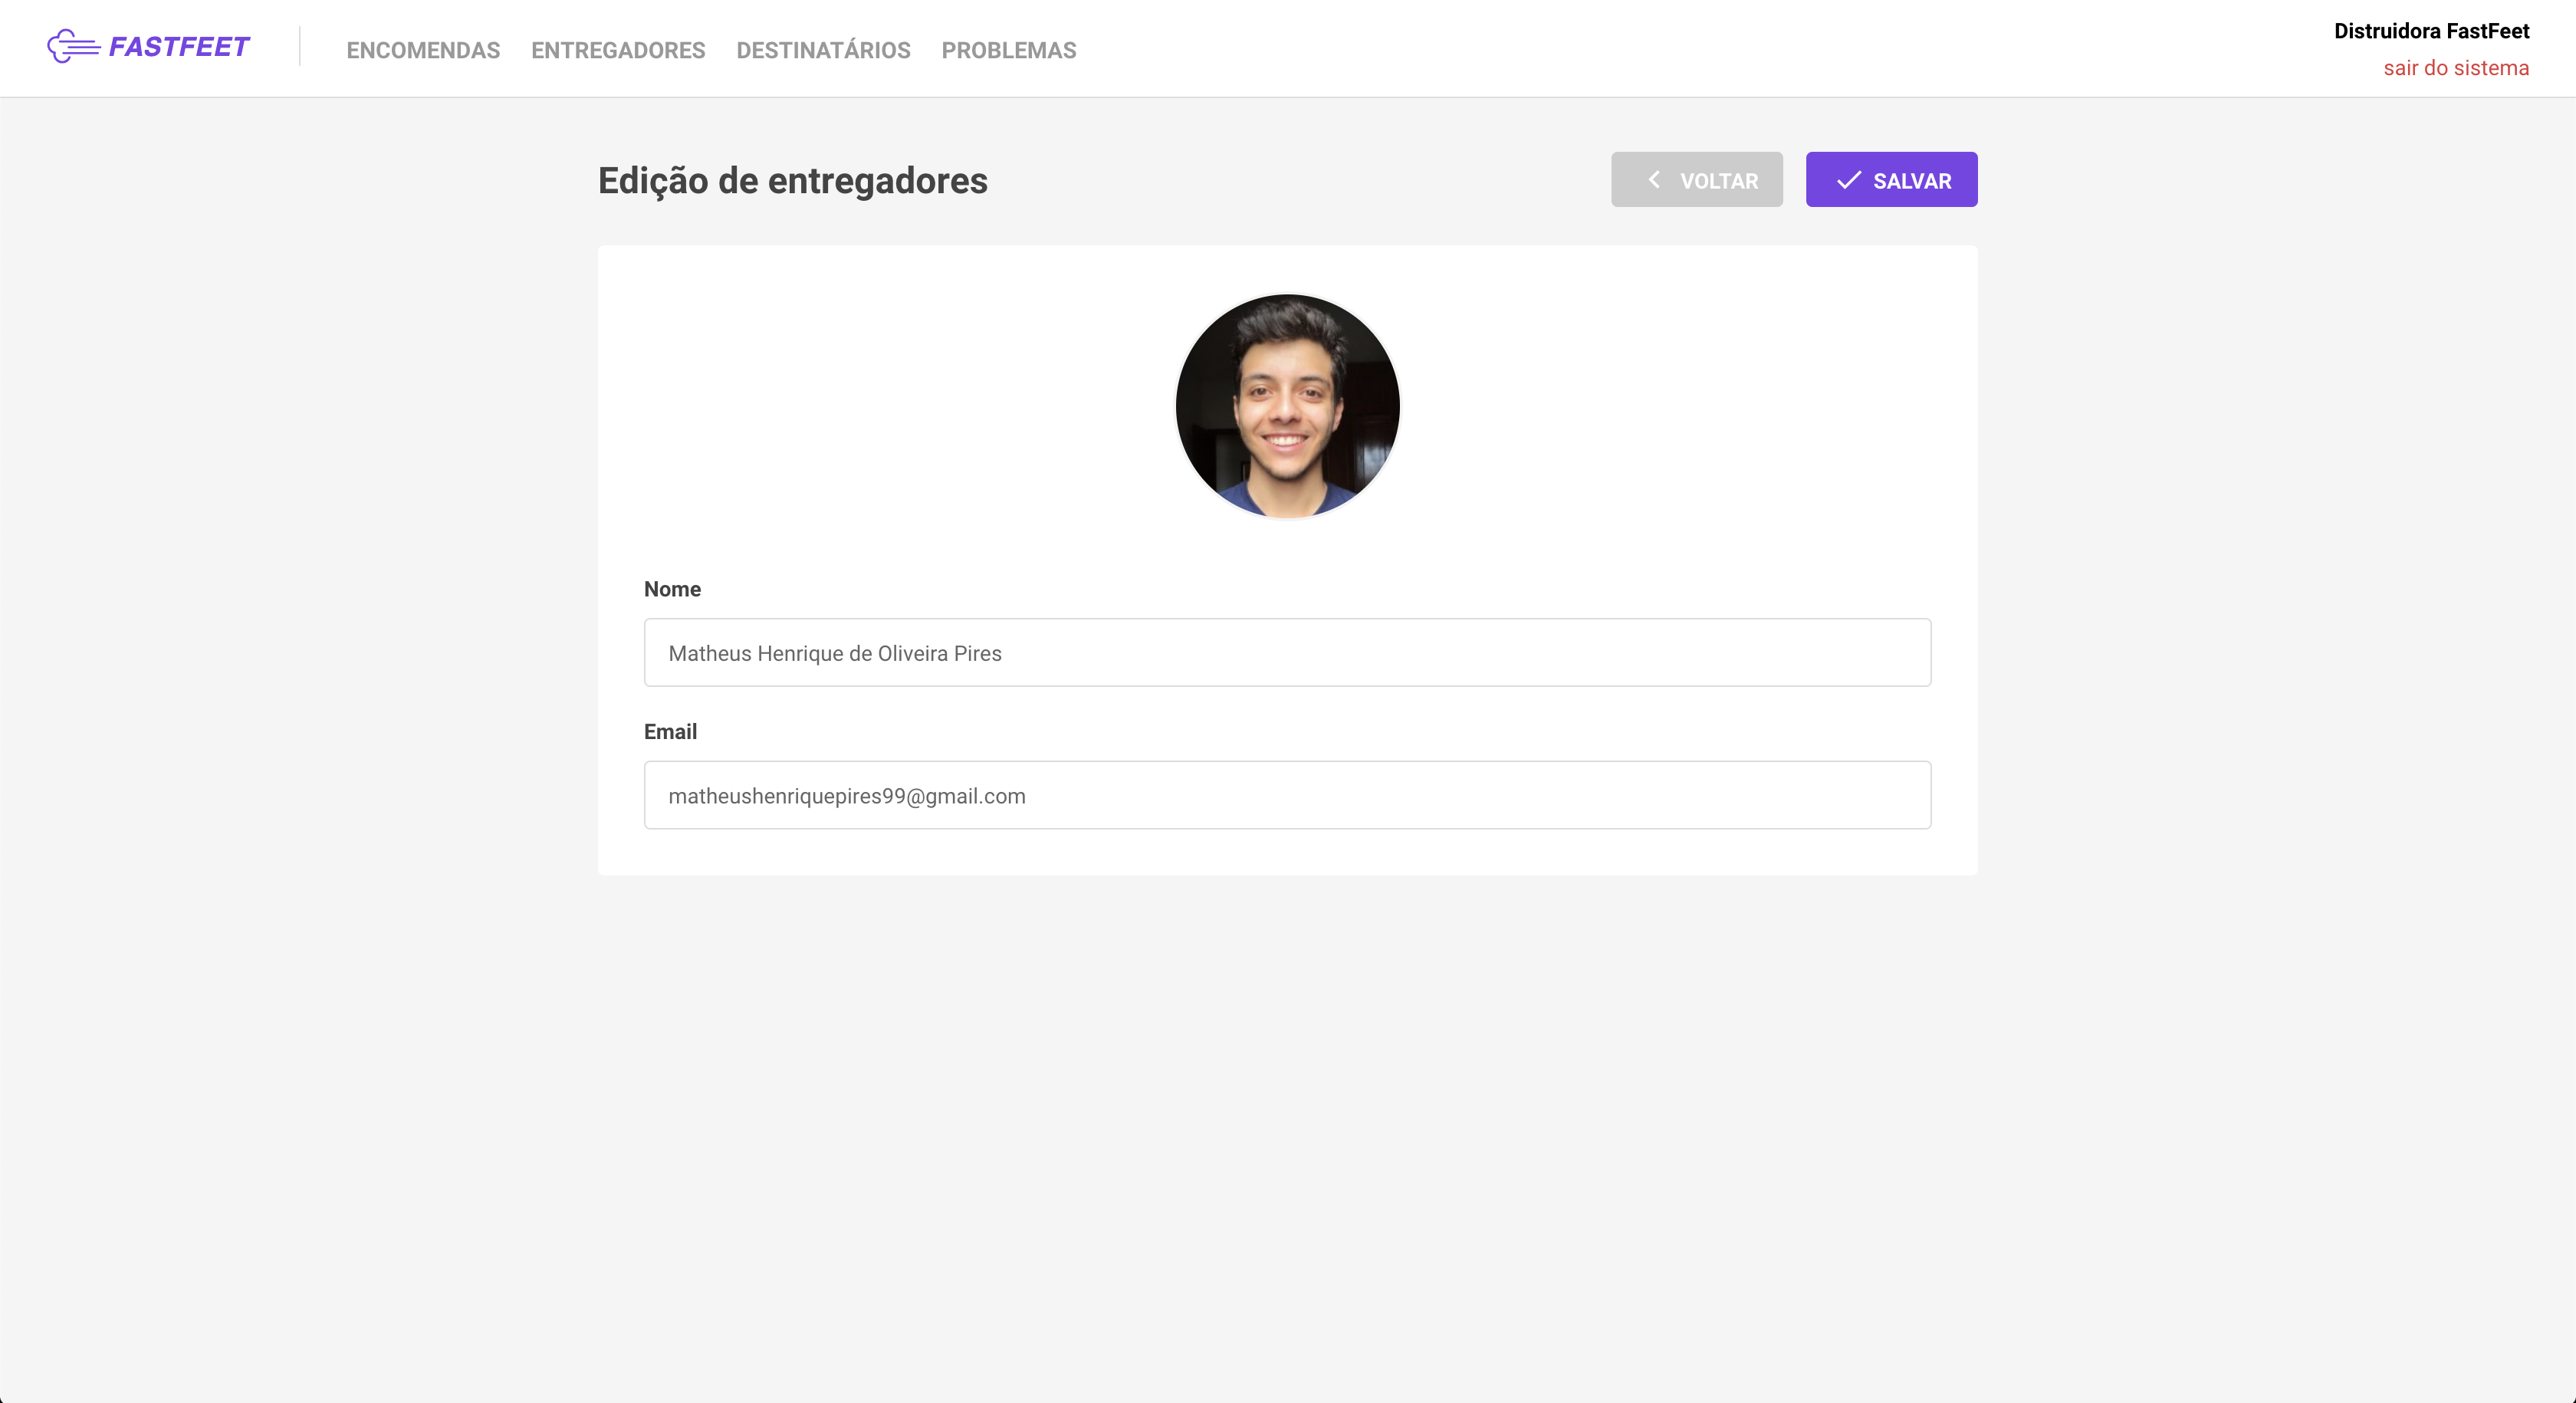 FASTFEET
ENCOMENDAS ENTREGADORES DESTINATÁRIOS PROBLEMAS
Distruidora FastFeet
sair do sistema
Edição de entregadores
VOLTAR
SALVAR
Nome
Matheus Henrique de Oliveira Pires
Email
matheushenriquepires99@gmail.com